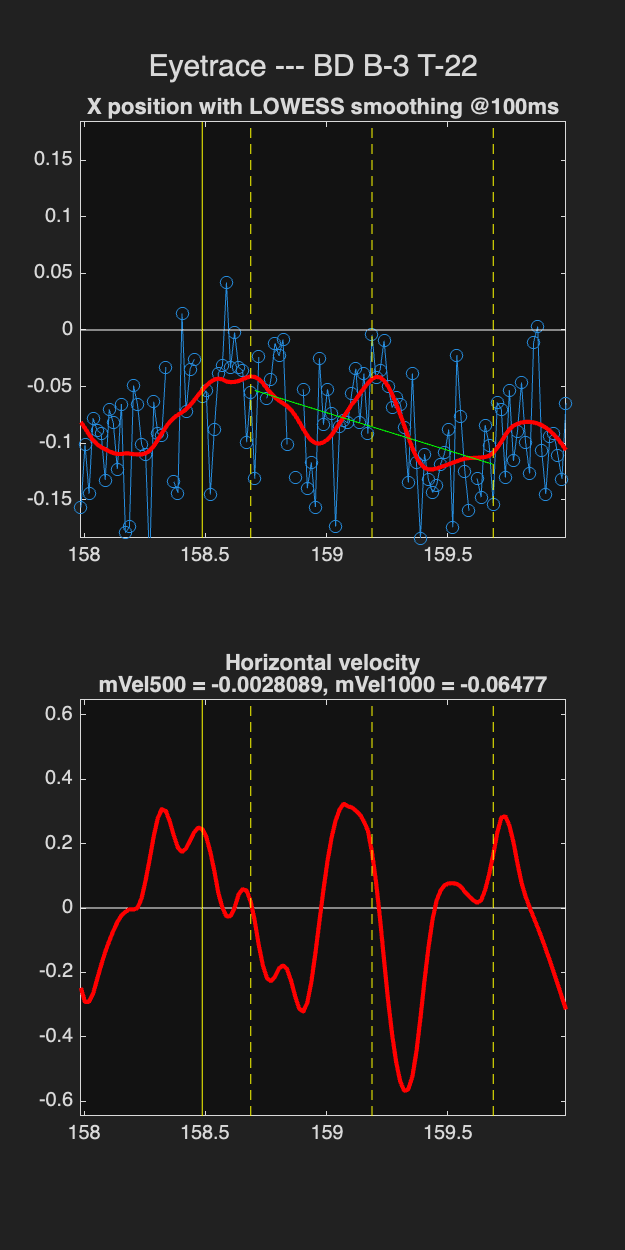 Eyetrace --- BD B-3 T-22
X position with LOWESS smoothing @100ms
0.15
0.1
0.05
0
-0.05
-0.1
-0.15
158 158.5 159 159.5
Horizontal velocity
mVel500 = -0.0028089, mVel1000 = -0.06477
0.6
0.4
0.2
0
-0.2
-0.4
-0.6
158 158.5 159 159.5